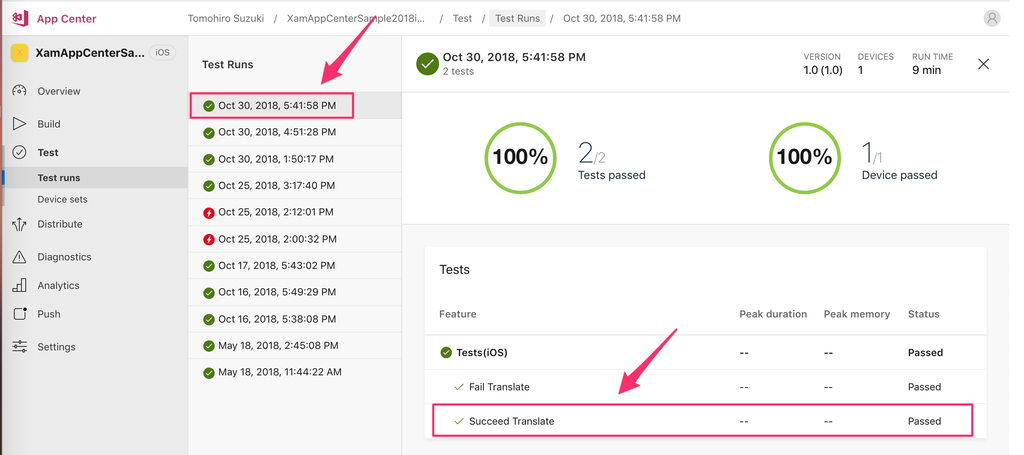 App Center
Tomohiro Suzuki / XamAppCenterSample2018i... / Test / Test Runs / Oct 30, 2018, 5:41:58 PM
X XamAppCenterSa... iOS
Overview
Build
Test
Test runs
Device sets
Distribute
Diagnostics
Analytics
Push
Settings
Test Runs
Oct 30, 2018, 5:41:58 PM
Oct 30, 2018, 4:51:28 PM
Oct 30, 2018, 1:50:17 PM
Oct 25, 2018, 3:17:40 PM
Oct 25, 2018, 2:12:01 PM
Oct 25, 2018, 2:00:32 PM
Oct 17, 2018, 5:43:02 PM
Oct 16, 2018, 5:49:29 PM
Oct 16, 2018, 5:38:08 PM
May 18, 2018, 2:45:08 PM
May 18, 2018, 11:44:22 AM
Oct 30, 2018, 5:41:58 PM
2 tests
VERSION DEVICES RUN TIME
1.0 (1.0) 1 9 min
100% 2/2 Tests passed
100% 1/1 Device passed
Tests
Feature Peak duration Peak memory Status
Tests(iOS) -- -- Passed
Fail Translate -- -- Passed
Succeed Translate -- -- Passed